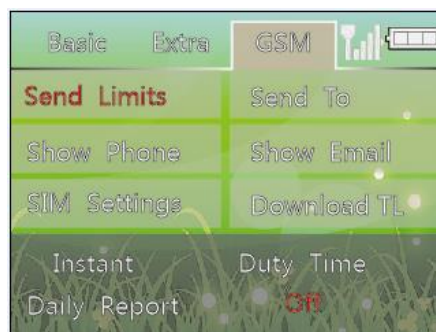 Basic Extra GSM
Send Limits Send To
Show Phone Show Email
SIM Settings Download TL
Instant Duty Time
Daily Report Off